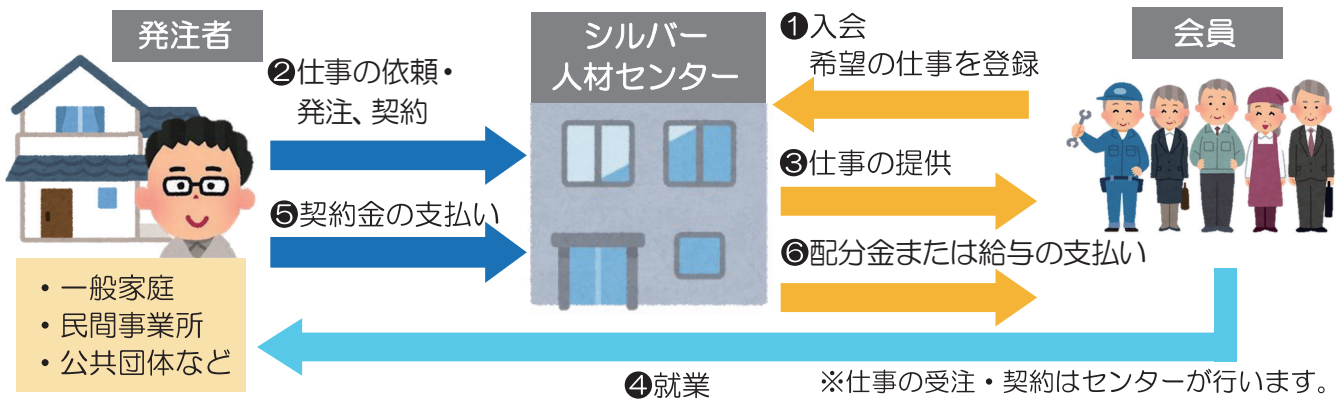 発注者
❷仕事の依頼・
発注、契約
❺契約金の支払い
・一般家庭
・民間事業所
・公共団体など
シルバー
人材センター
❶入会
希望の仕事を登録
❸仕事の提供
❻配分金または給与の支払い
会員
❹就業
※仕事の受注・契約はセンターが行います。